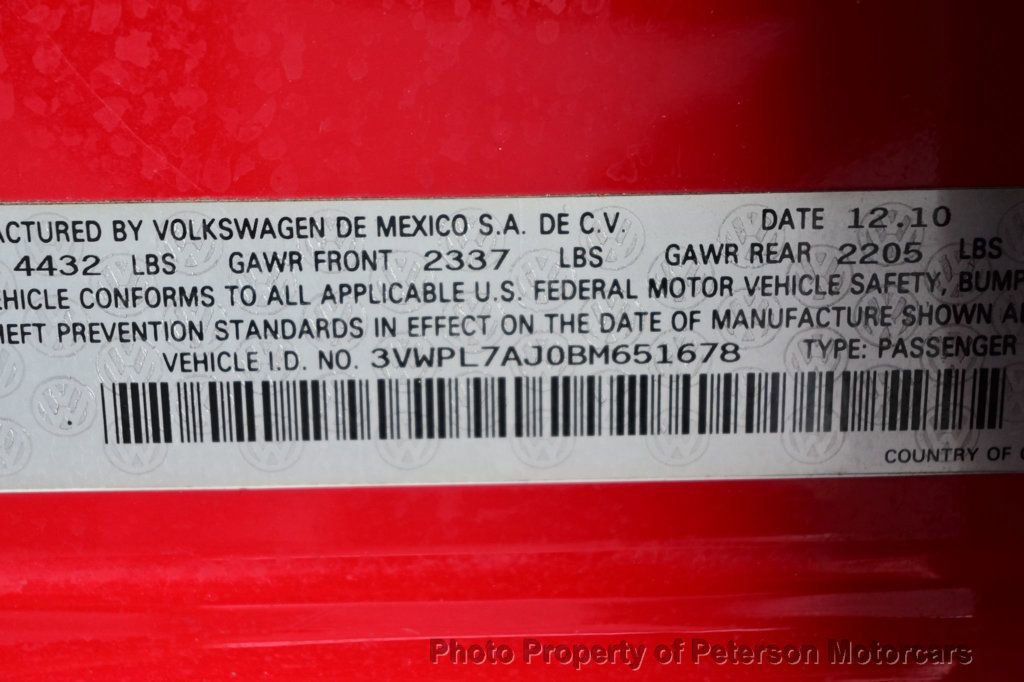 ACTURED BY VOLKSWAGEN DE MEXICO S.A. DE C.V. DATE 12.10
4432 LBS GAWR FRONT 2337 LBS GAWR REAR 2205 LBS
EHICLE CONFORMS TO ALL APPLICABLE U.S. FEDERAL MOTOR VEHICLE SAFETY, BUMP
HEFT PREVENTION STANDARDS IN EFFECT ON THE DATE OF MANUFACTURE SHOWN A
VEHICLE I.D. NO. 3VWPL7AJ0BM651678 TYPE: PASSENGER
COUNTRY OF
Photo Property of Peterson Motorcars